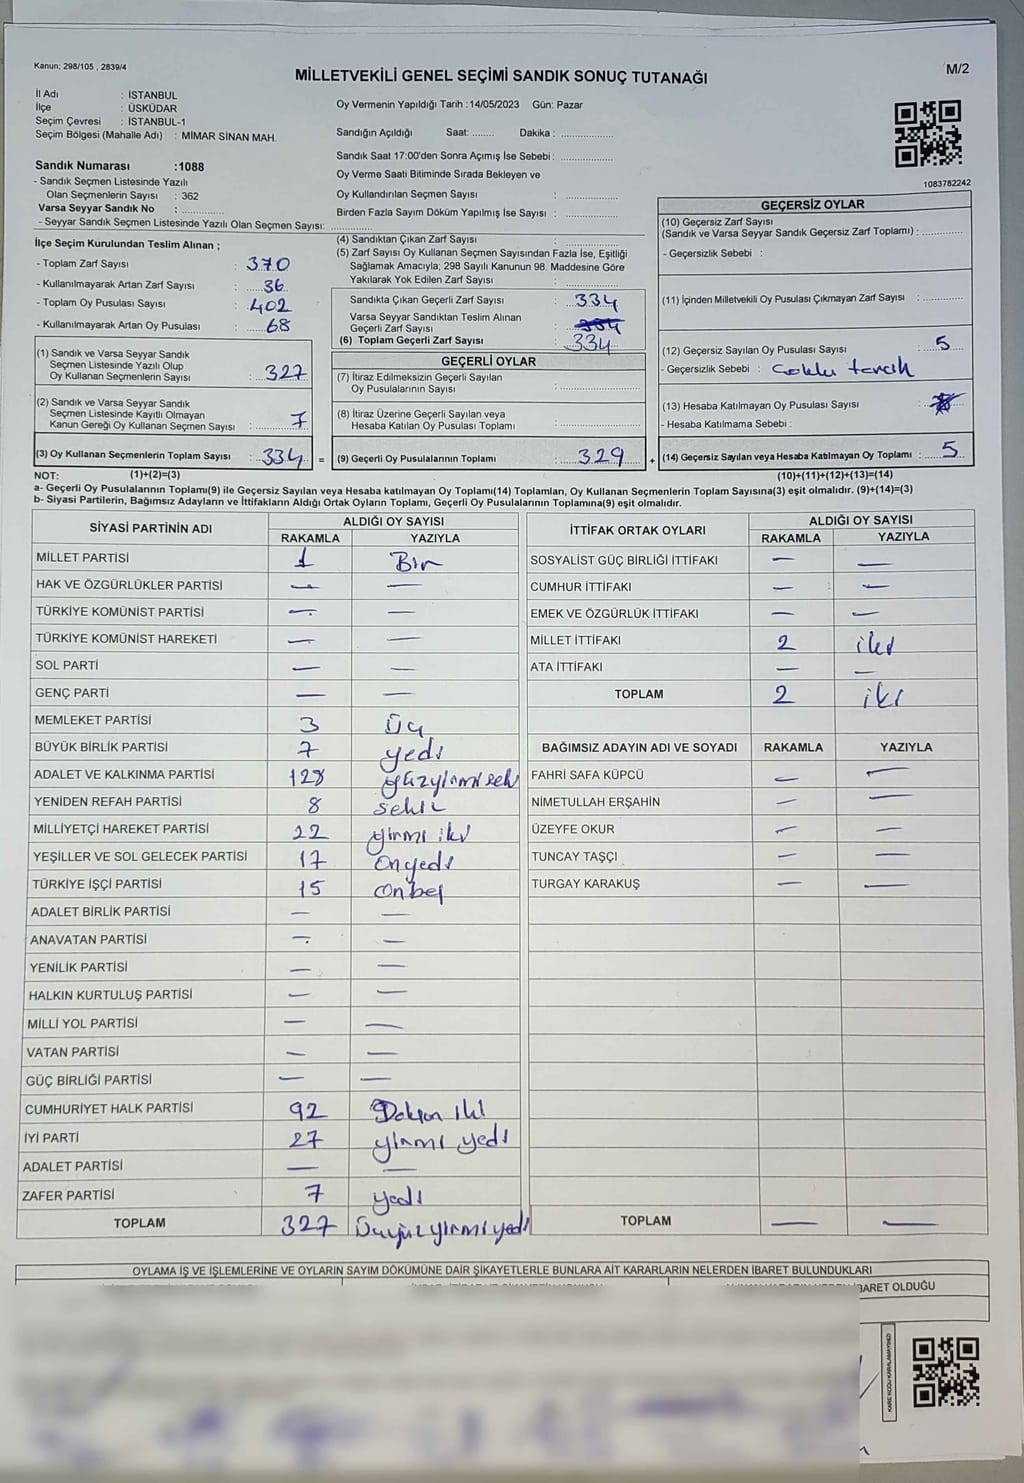 Kanun; 298/105 , 2839/4
MİLLETVEKİLİ GENEL SEÇİMİ SANDIK SONUÇ TUTANAĞI
M/2
İl Adı : İSTANBUL
İlçe : ÜSKÜDAR
Seçim Çevresi : İSTANBUL-1
Seçim Bölgesi (Mahalle Adı) : MİMAR SİNAN MAH.
Sandık Numarası :1088
- Sandık Seçmen Listesinde Yazılı
Olan Seçmenlerin Sayısı : 362
Varsa Seyyar Sandık No : ..............
- Seyyar Sandık Seçmen Listesinde Yazılı Olan Seçmen Sayısı: ..............
Oy Vermenin Yapıldığı Tarih :14/05/2023 Gün: Pazar
Sandığın Açıldığı Saat: ........ Dakika : ................
Sandık Saat 17:00'den Sonra Açımış İse Sebebi: ................
Oy Verme Saati Bitiminde Sırada Bekleyen ve
Oy Kullandırılan Seçmen Sayısı : ................
Birden Fazla Sayım Döküm Yapılmış İse Sayısı : ................
1083782242
İlçe Seçim Kurulundan Teslim Alınan ;
- Toplam Zarf Sayısı : 370
- Kullanılmayarak Artan Zarf Sayısı : 36
- Toplam Oy Pusulası Sayısı : 402
- Kullanılmayarak Artan Oy Pusulası : 68
(1) Sandık ve Varsa Seyyar Sandık
Seçmen Listesinde Yazılı Olup
Oy Kullanan Seçmenlerin Sayısı : 327
(2) Sandık ve Varsa Seyyar Sandık
Seçmen Listesinde Kayıtlı Olmayan
Kanun Gereği Oy Kullanan Seçmen Sayısı : 7
(3) Oy Kullanan Seçmenlerin Toplam Sayısı : 334 =
(4) Sandıktan Çıkan Zarf Sayısı : ................
(5) Zarf Sayısı Oy Kullanan Seçmen Sayısından Fazla İse, Eşitliği
Sağlamak Amacıyla; 298 Sayılı Kanunun 98. Maddesine Göre
Yakılarak Yok Edilen Zarf Sayısı : ................
Sandıkta Çıkan Geçerli Zarf Sayısı : 334
Varsa Seyyar Sandıktan Teslim Alınan
Geçerli Zarf Sayısı :
(6) Toplam Geçerli Zarf Sayısı : 334
GEÇERLİ OYLAR
(7) İtiraz Edilmeksizin Geçerli Sayılan
Oy Pusulalarının Sayısı : ................
(8) İtiraz Üzerine Geçerli Sayılan veya
Hesaba Katılan Oy Pusulası Toplamı : ................
(9) Geçerli Oy Pusulalarının Toplamı : 329 +
GEÇERSİZ OYLAR
(10) Geçersiz Zarf Sayısı
(Sandık ve Varsa Seyyar Sandık Geçersiz Zarf Toplamı) : ............
- Geçersizlik Sebebi :
(11) İçinden Milletvekili Oy Pusulası Çıkmayan Zarf Sayısı : ............
(12) Geçersiz Sayılan Oy Pusulası Sayısı : 5
- Geçersizlik Sebebi : Çoklu tercih
(13) Hesaba Katılmayan Oy Pusulası Sayısı :
- Hesaba Katılmama Sebebi :
(14) Geçersiz Sayılan veya Hesaba Katılmayan Oy Toplamı : 5
NOT: (1)+(2)=(3) (10)+(11)+(12)+(13)=(14)
a- Geçerli Oy Pusulalarının Toplamı(9) ile Geçersiz Sayılan veya Hesaba katılmayan Oy Toplamı(14) Toplamları, Oy Kullanan Seçmenlerin Toplam Sayısına(3) eşit olmalıdır. (9)+(14)=(3)
b- Siyasi Partilerin, Bağımsız Adayların ve İttifakların Aldığı Ortak Oyların Toplamı, Geçerli Oy Pusulalarının Toplamına(9) eşit olmalıdır.
SİYASİ PARTİNİN ADI ALDIĞI OY SAYISI
RAKAMLA YAZIYLA
MİLLET PARTİSİ 1 Bir
HAK VE ÖZGÜRLÜKLER PARTİSİ — —
TÜRKİYE KOMÜNİST PARTİSİ — —
TÜRKİYE KOMÜNİST HAREKETİ — —
SOL PARTİ — —
GENÇ PARTİ — —
MEMLEKET PARTİSİ 3 Üç
BÜYÜK BİRLİK PARTİSİ 7 yedi
ADALET VE KALKINMA PARTİSİ 128 yüzyirmisek
YENİDEN REFAH PARTİSİ 8 sekiz
MİLLİYETÇİ HAREKET PARTİSİ 22 yirmi iki
YEŞİLLER VE SOL GELECEK PARTİSİ 17 Onyedi
TÜRKİYE İŞÇİ PARTİSİ 15 Onbeş
ADALET BİRLİK PARTİSİ — —
ANAVATAN PARTİSİ — —
YENİLİK PARTİSİ — —
HALKIN KURTULUŞ PARTİSİ — —
MİLLİ YOL PARTİSİ — —
VATAN PARTİSİ — —
GÜÇ BİRLİĞİ PARTİSİ — —
CUMHURİYET HALK PARTİSİ 92 Doksan iki
İYİ PARTİ 27 yirmi yedi
ADALET PARTİSİ — —
ZAFER PARTİSİ 7 yedi
TOPLAM 327 Üçyüzyirmiyedi
İTTİFAK ORTAK OYLARI ALDIĞI OY SAYISI
RAKAMLA YAZIYLA
SOSYALİST GÜÇ BİRLİĞİ İTTİFAKI — —
CUMHUR İTTİFAKI — —
EMEK VE ÖZGÜRLÜK İTTİFAKI — —
MİLLET İTTİFAKI 2 iki
ATA İTTİFAKI — —
TOPLAM 2 iki
BAĞIMSIZ ADAYIN ADI VE SOYADI RAKAMLA YAZIYLA
FAHRİ SAFA KÜPCÜ — —
NİMETULLAH ERŞAHİN — —
ÜZEYFE OKUR — —
TUNCAY TAŞÇI — —
TURGAY KARAKUŞ — —
TOPLAM — —
OYLAMA İŞ VE İŞLEMLERİNE VE OYLARIN SAYIM DÖKÜMÜNE DAİR ŞİKAYETLERLE BUNLARA AİT KARARLARIN NELERDEN İBARET BULUNDUKLARI
İBARET OLDUĞU
KARE KODU KARALAMAYINIZ!